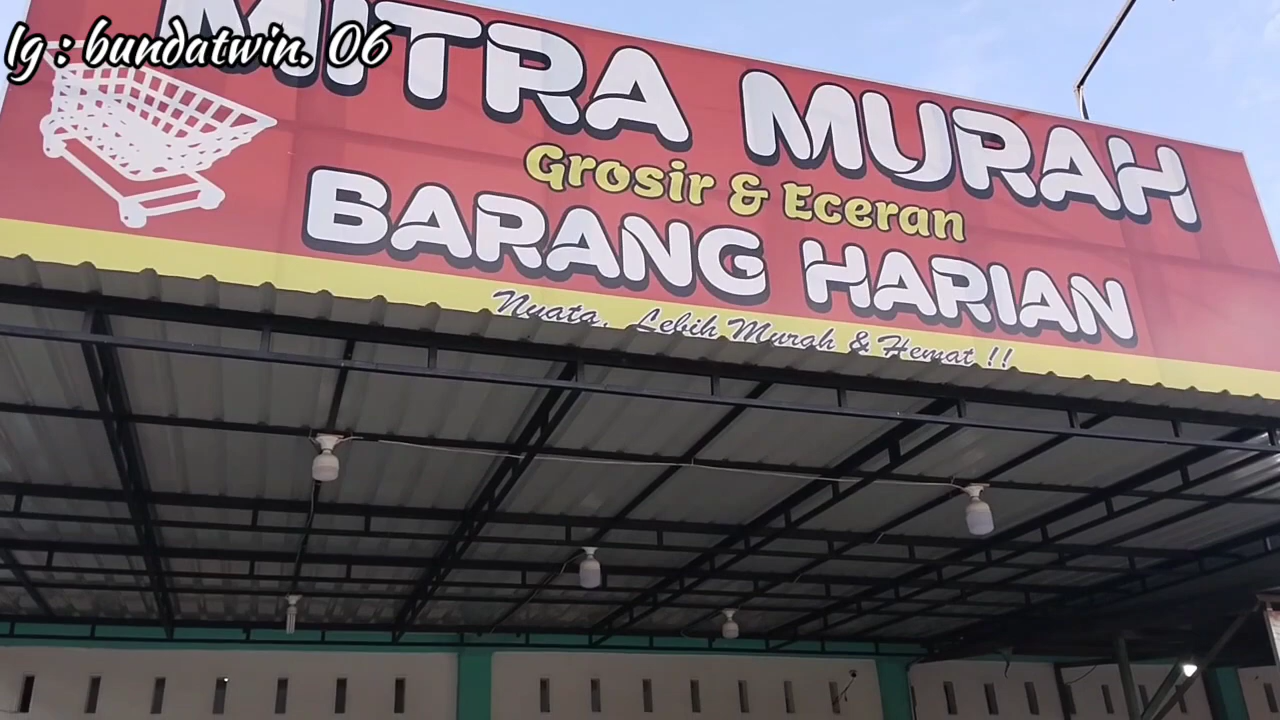 Ig : bundatwin. 06
MITRA MURAH
Grosir & Eceran
BARANG HARIAN
Nyata, Lebih Murah & Hemat !!